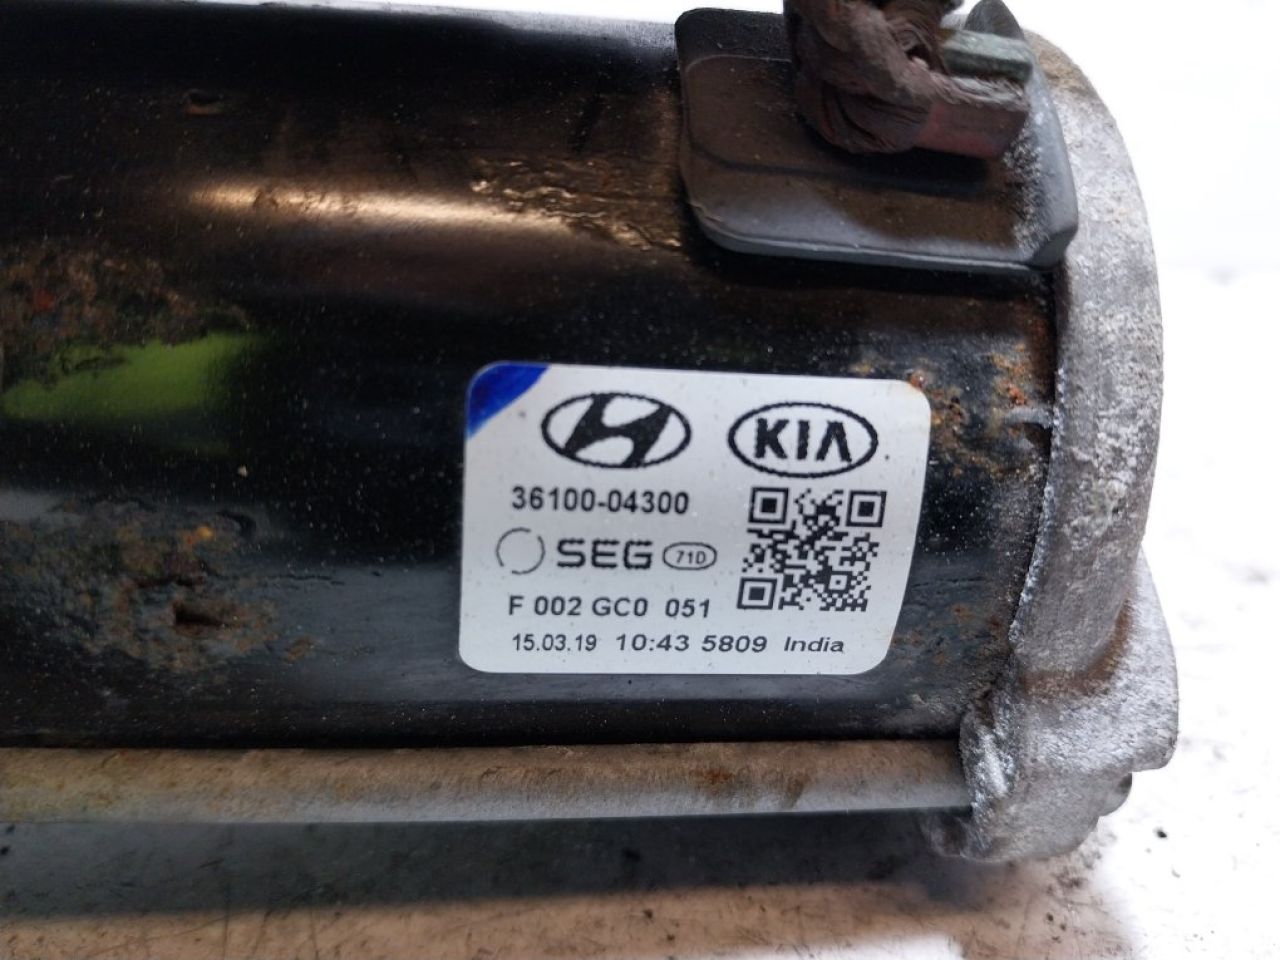 KIA
36100-04300
SEG 71D
F 002 GC0 051
15.03.19 10:43 5809 India